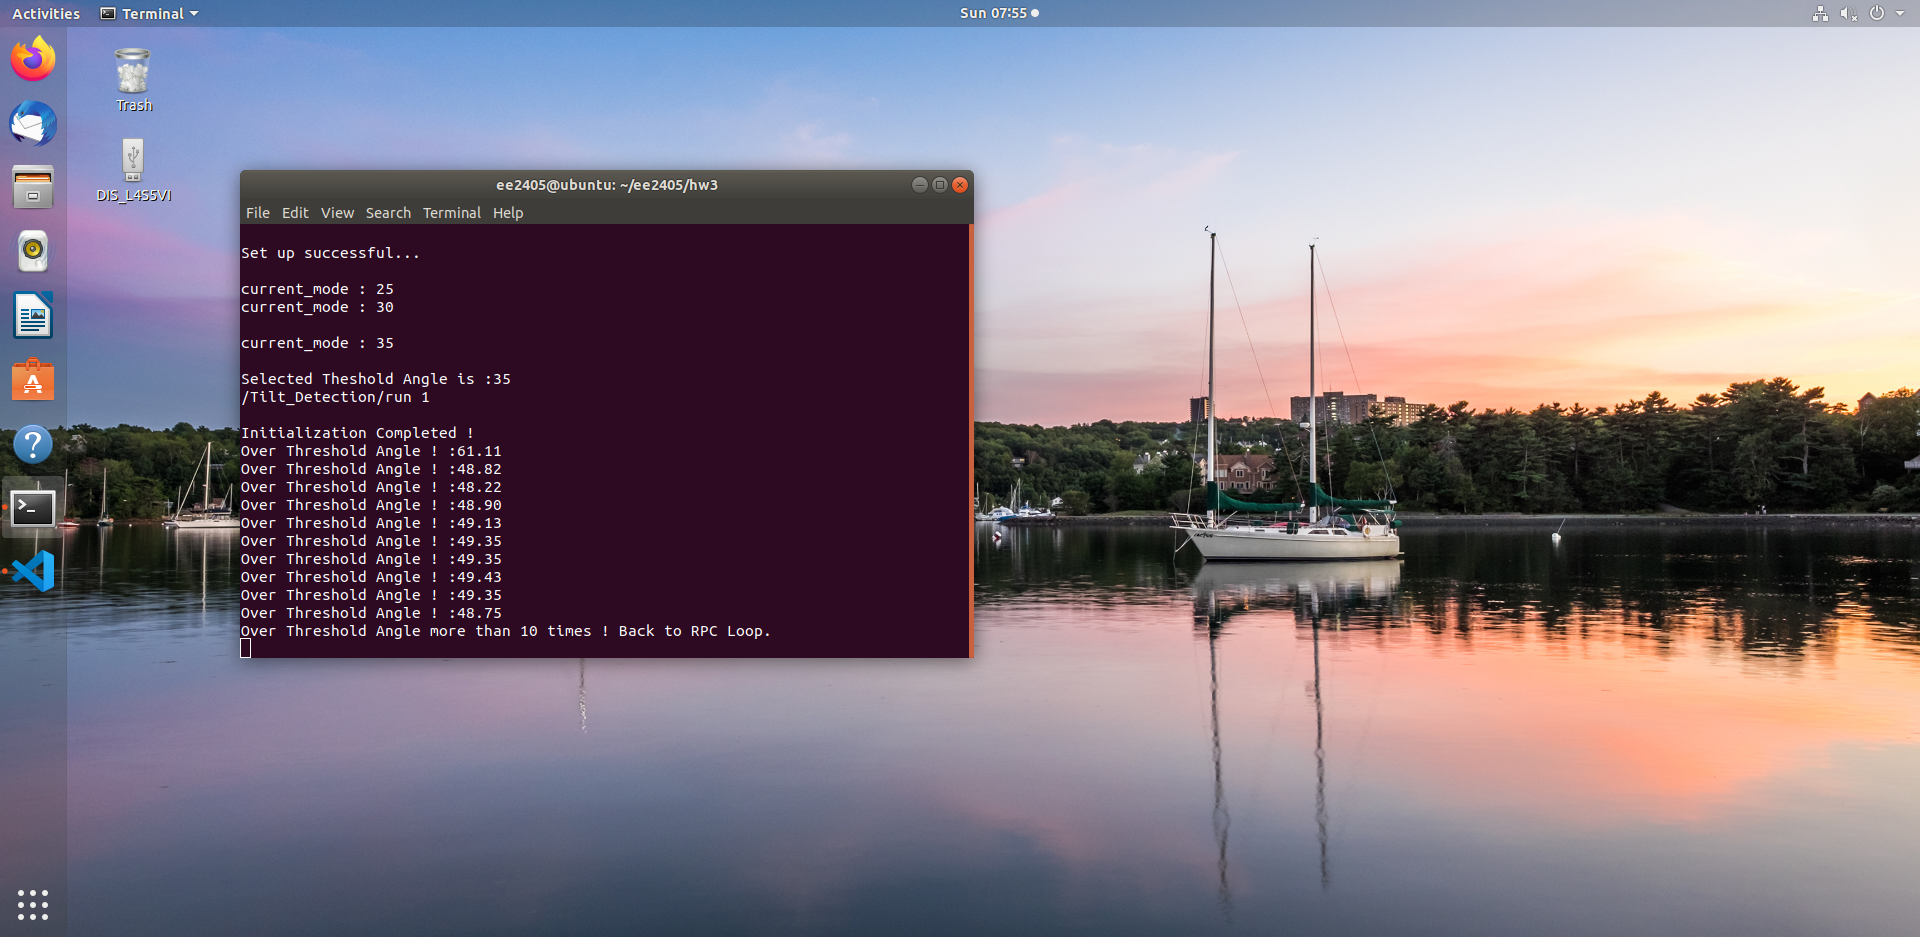 Activities
Terminal
Sun 07:55
Trash
DIS_L4S5VI
ee2405@ubuntu: ~/ee2405/hw3
File Edit View Search Terminal Help
Set up successful...
current_mode : 25
current_mode : 30
current_mode : 35
Selected Theshold Angle is :35
/Tilt_Detection/run 1
Initialization Completed !
Over Threshold Angle ! :61.11
Over Threshold Angle ! :48.82
Over Threshold Angle ! :48.22
Over Threshold Angle ! :48.90
Over Threshold Angle ! :49.13
Over Threshold Angle ! :49.35
Over Threshold Angle ! :49.35
Over Threshold Angle ! :49.43
Over Threshold Angle ! :49.35
Over Threshold Angle ! :48.75
Over Threshold Angle more than 10 times ! Back to RPC Loop.